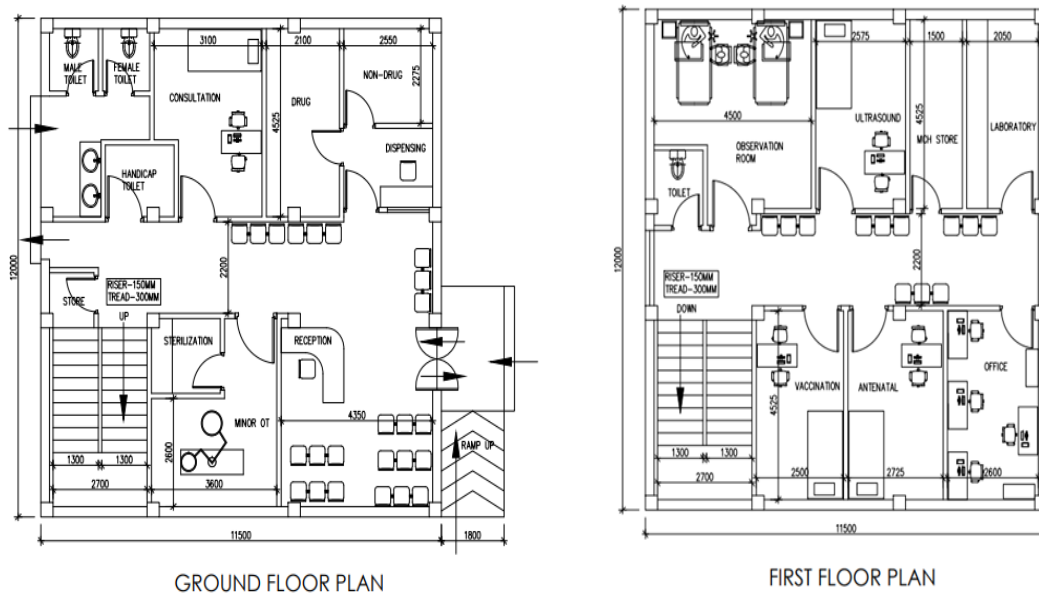 3100
2100
2550
MALE
TOILET
FEMALE
TOILET
CONSULTATION
DRUG
NON-DRUG
2275
4525
DISPENSING
HANDICAP
TOILET
12000
2200
RISER-150MM
TREAD-300MM
STORE
UP
STERILIZATION
RECEPTION
MINOR OT
4350
2600
RAMP UP
1300
1300
2700
3600
11500
1800
GROUND FLOOR PLAN
2575
1500
2050
4500
4525
ULTRASOUND
MCH STORE
LABORATORY
OBSERVATION
ROOM
TOILET
12000
2200
RISER-150MM
TREAD-300MM
DOWN
OFFICE
VACCINATION
ANTENATAL
4525
1300
1300
2500
2725
2600
2700
11500
FIRST FLOOR PLAN